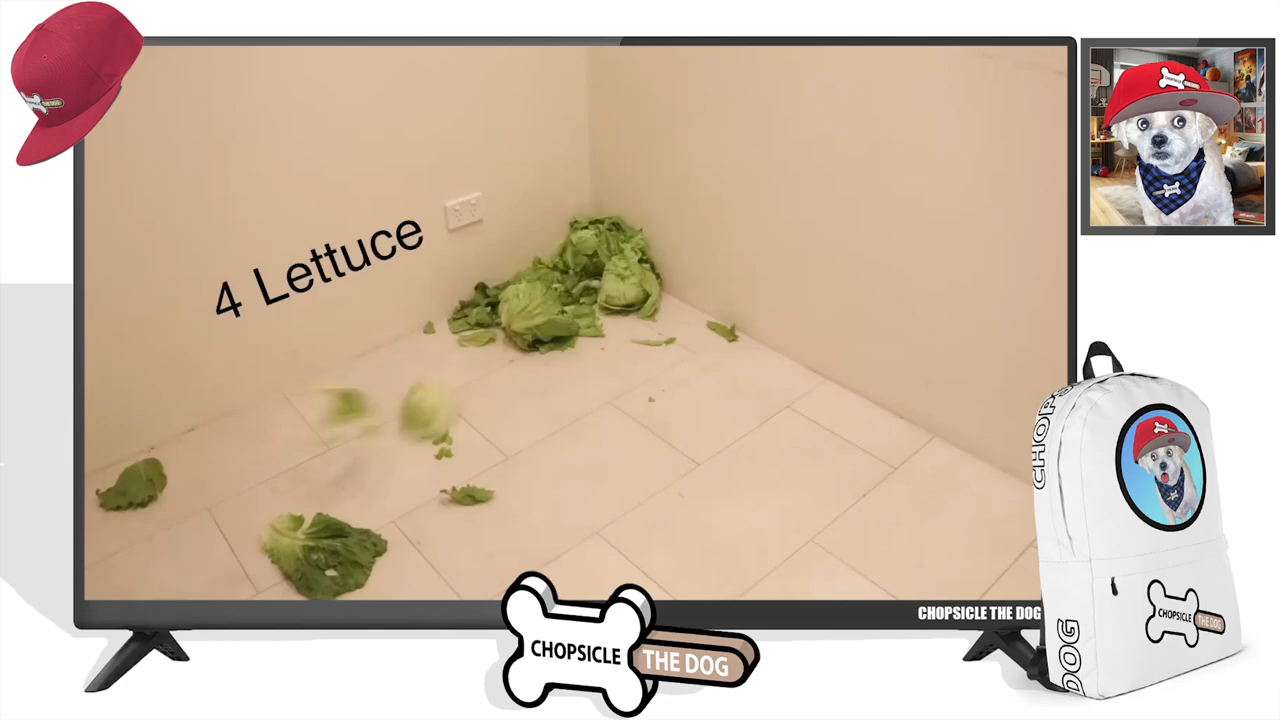 4 Lettuce
CHOPSICLE THE DOG
CHOPSICLE
THE DOG
CHOPS
DOG
CHOPSICLE
THE DOG